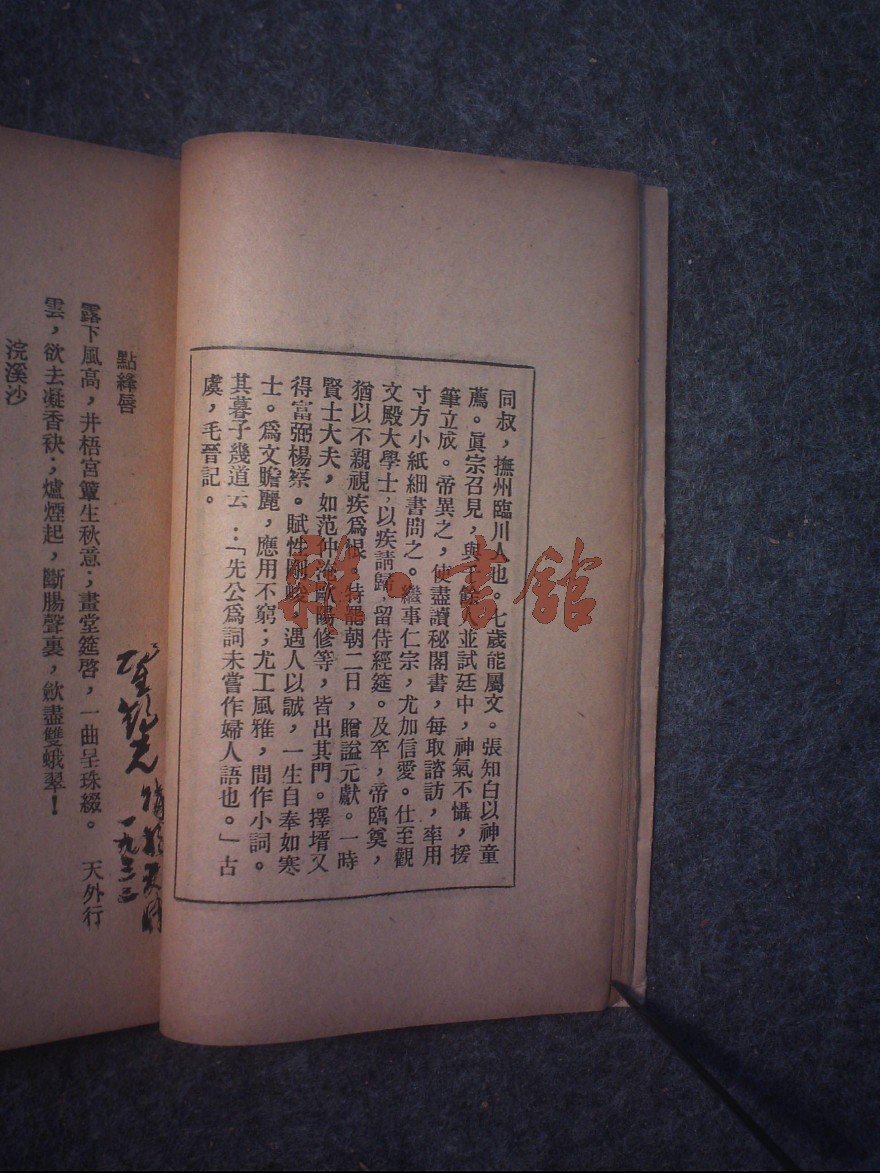 同叔，撫州臨川人也。七歲能屬文。張知白以神童
薦。眞宗召見，與千餘人並試廷中，神氣不懾，援
筆立成。帝異之，使盡讀秘閣書，每取諮訪，率用
寸方小紙細書問之。繼事仁宗，尤加信愛。仕至觀
文殿大學士，以疾請歸，留侍經筵。及卒，帝臨奠，
猶以不親視疾爲恨。特罷朝二日，贈謚元獻。一時
賢士大夫，如范仲淹歐陽修等，皆出其門。擇壻又
得富弼楊察。賦性剛峻，遇人以誠，一生自奉如寒
士。爲文贍麗，應用不窮；尤工風雅，間作小詞。
其暮子幾道云：「先公爲詞未嘗作婦人語也。」古
虞，毛晉記。
點絳唇
露下風高，井梧宮簟生秋意；畫堂筵啓，一曲呈珠綴。　天外行
雲，欲去凝香袂；爐煙起，斷腸聲裏，歛盡雙蛾翠！
浣溪沙
一九三三
雜·書館